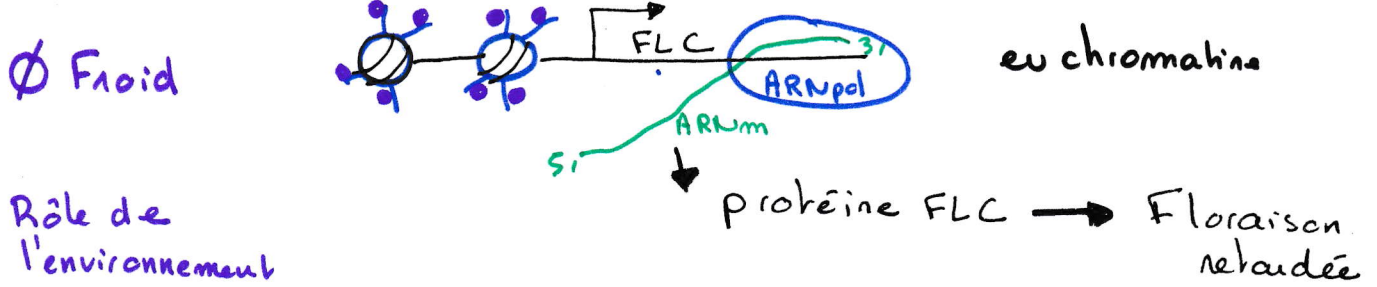 Ø Froid
FLC
3'
ARNpol
euchromatine
ARNm
5'
Rôle de
l'environnement
protéine FLC → Floraison
retardée